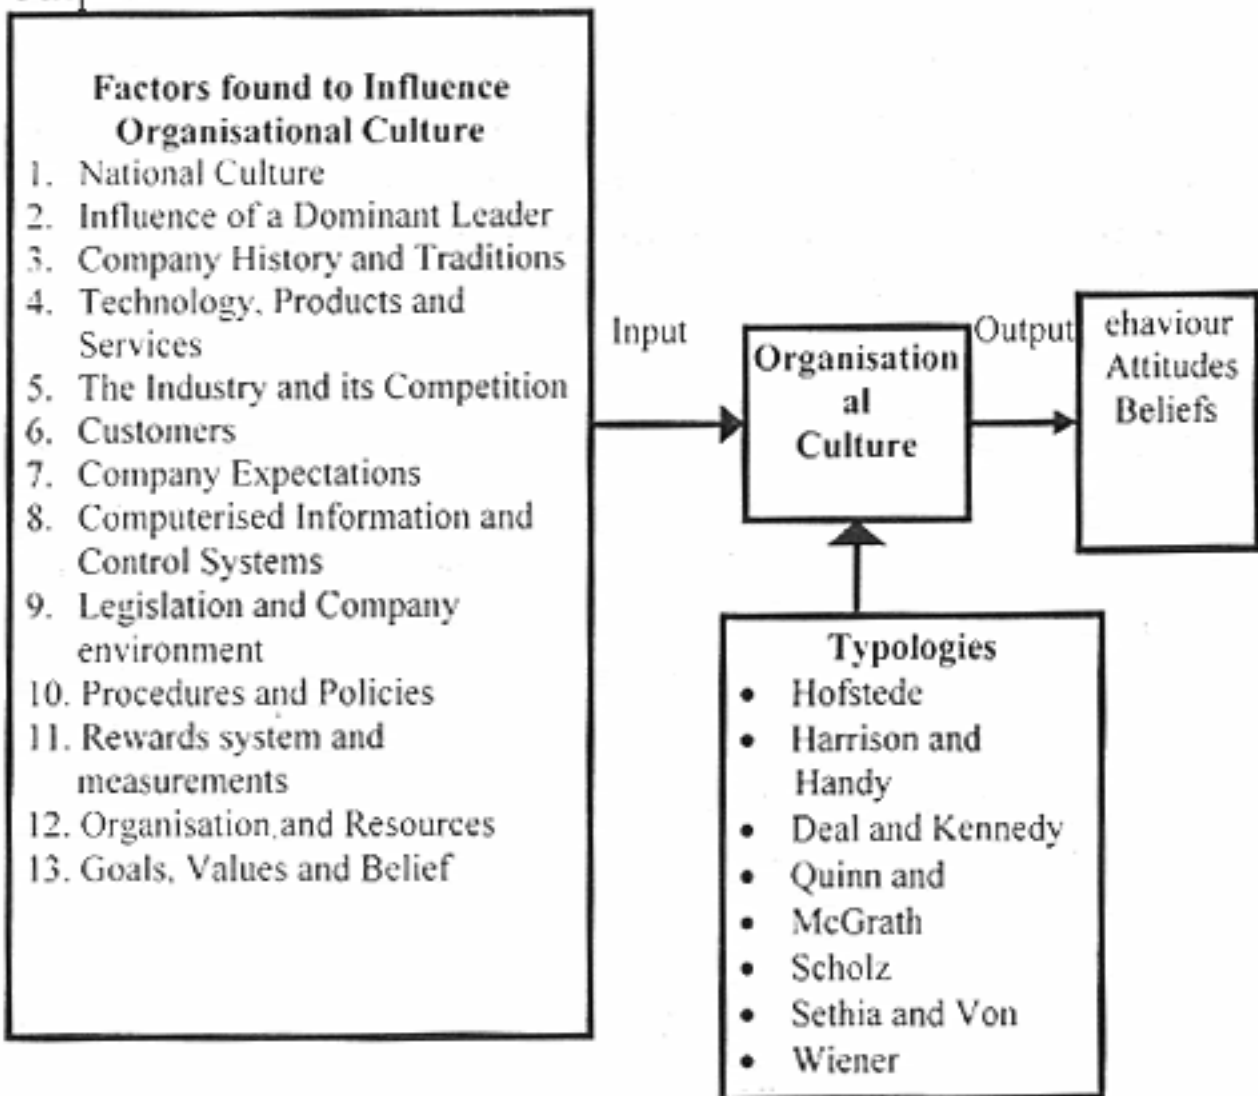 Factors found to Influence
Organisational Culture
1. National Culture
2. Influence of a Dominant Leader
3. Company History and Traditions
4. Technology, Products and
Services
5. The Industry and its Competition
6. Customers
7. Company Expectations
8. Computerised Information and
Control Systems
9. Legislation and Company
environment
10. Procedures and Policies
11. Rewards system and
measurements
12. Organisation and Resources
13. Goals, Values and Belief
Input
Organisation
al
Culture
Output
ehaviour
Attitudes
Beliefs
Typologies
• Hofstede
• Harrison and
Handy
• Deal and Kennedy
• Quinn and
• McGrath
• Scholz
• Sethia and Von
• Wiener